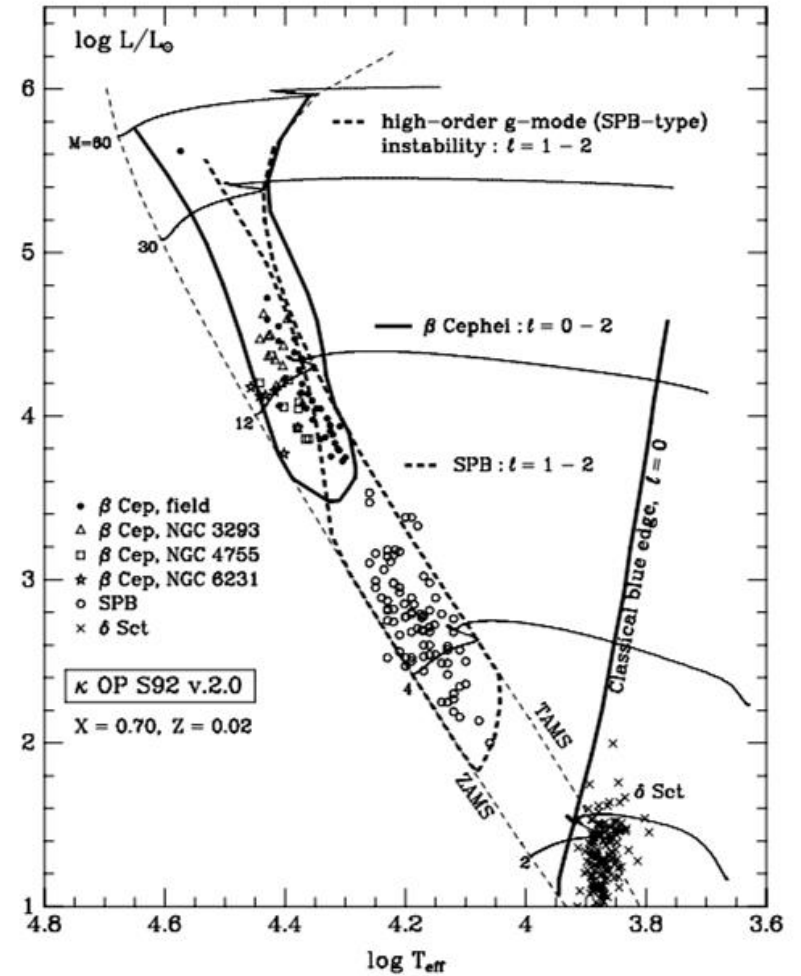 log L/L⊙
6
5
4
3
2
1
M=60
30
12
4
2
high-order g-mode (SPB-type)
instability : ℓ = 1 - 2
β Cephei : ℓ = 0 - 2
SPB : ℓ = 1 - 2
Classical blue edge, ℓ = 0
• β Cep, field
△ β Cep, NGC 3293
□ β Cep, NGC 4755
☆ β Cep, NGC 6231
○ SPB
× δ Sct
κ OP S92 v.2.0
X = 0.70, Z = 0.02
TAMS
ZAMS
δ Sct
4.8 4.6 4.4 4.2 4 3.8 3.6
log Teff